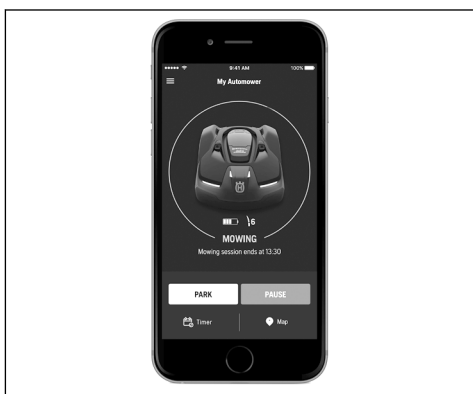 9:41 AM 100%
My Automower
6
MOWING
Mowing session ends at 13:30
PARK PAUSE
Timer Map